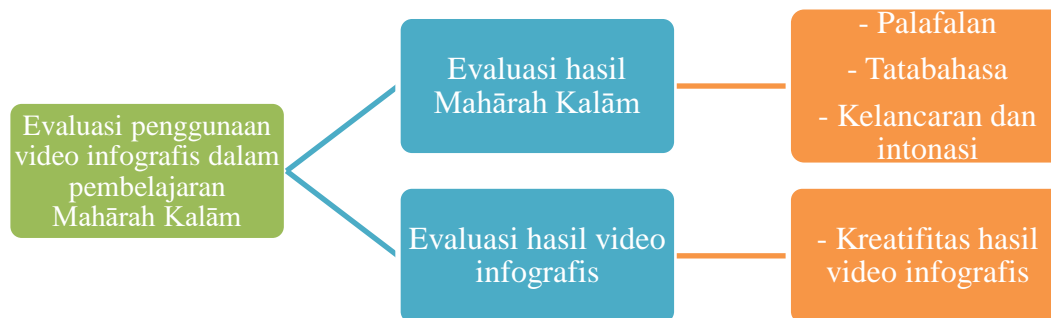 Evaluasi penggunaan
video infografis dalam
pembelajaran
Mahārah Kalām
Evaluasi hasil
Mahārah Kalām
- Palafalan
- Tatabahasa
- Kelancaran dan
intonasi
Evaluasi hasil video
infografis
- Kreatifitas hasil
video infografis